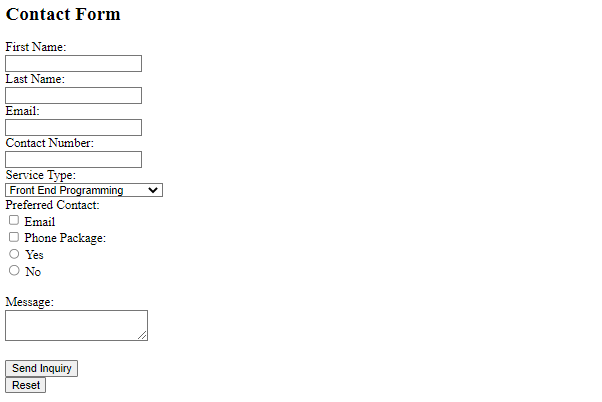 Contact Form
First Name:
Last Name:
Email:
Contact Number:
Service Type:
Front End Programming
Preferred Contact:
Email
Phone Package:
Yes
No
Message:
Send Inquiry
Reset